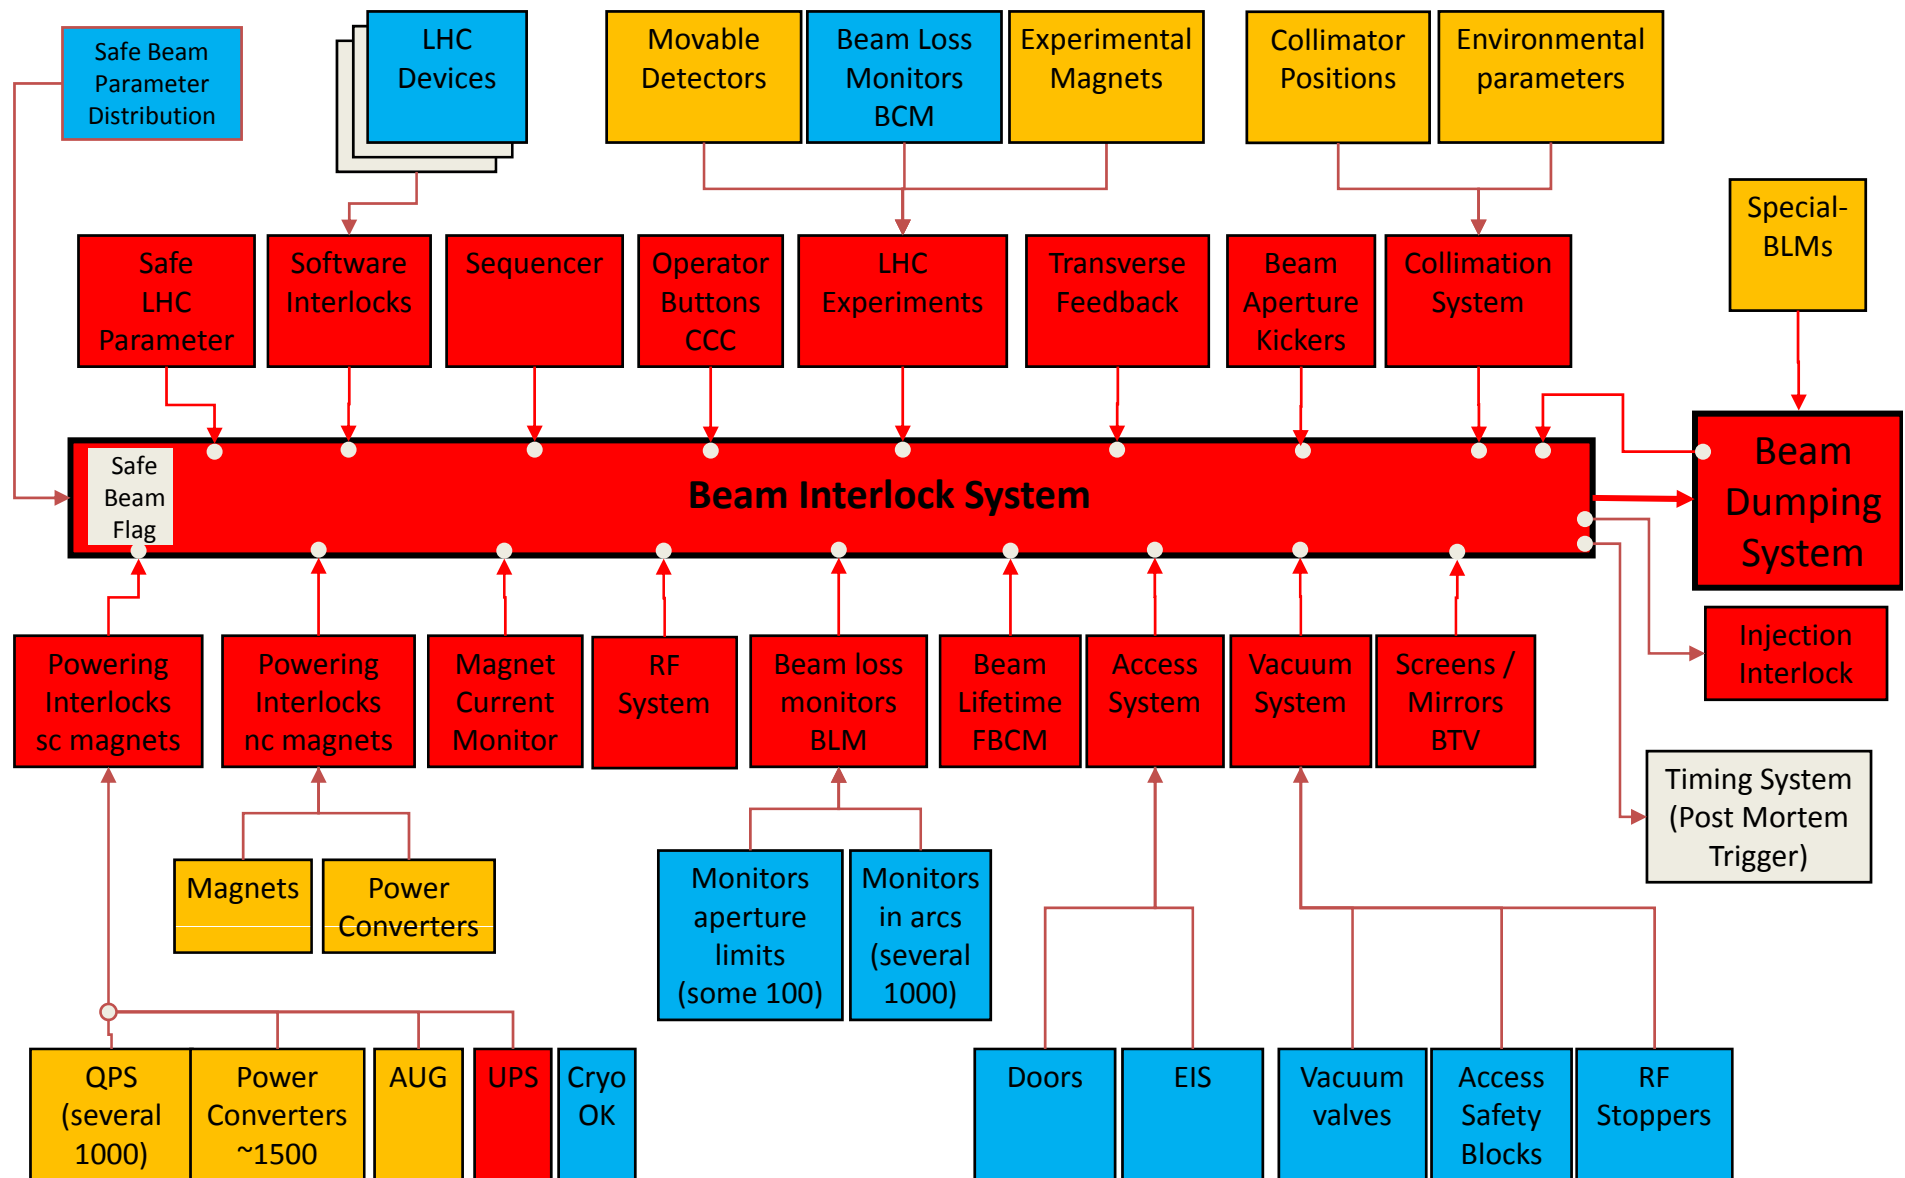 Safe Beam
Parameter
Distribution
LHC
Devices
Movable
Detectors
Beam Loss
Monitors
BCM
Experimental
Magnets
Collimator
Positions
Environmental
parameters
Special-
BLMs
Safe
LHC
Parameter
Software
Interlocks
Sequencer
Operator
Buttons
CCC
LHC
Experiments
Transverse
Feedback
Beam
Aperture
Kickers
Collimation
System
Safe
Beam
Flag
Beam Interlock System
Beam
Dumping
System
Powering
Interlocks
sc magnets
Powering
Interlocks
nc magnets
Magnet
Current
Monitor
RF
System
Beam loss
monitors
BLM
Beam
Lifetime
FBCM
Access
System
Vacuum
System
Screens /
Mirrors
BTV
Injection
Interlock
Timing System
(Post Mortem
Trigger)
Magnets
Power
Converters
Monitors
aperture
limits
(some 100)
Monitors
in arcs
(several
1000)
QPS
(several
1000)
Power
Converters
~1500
AUG
UPS
Cryo
OK
Doors
EIS
Vacuum
valves
Access
Safety
Blocks
RF
Stoppers